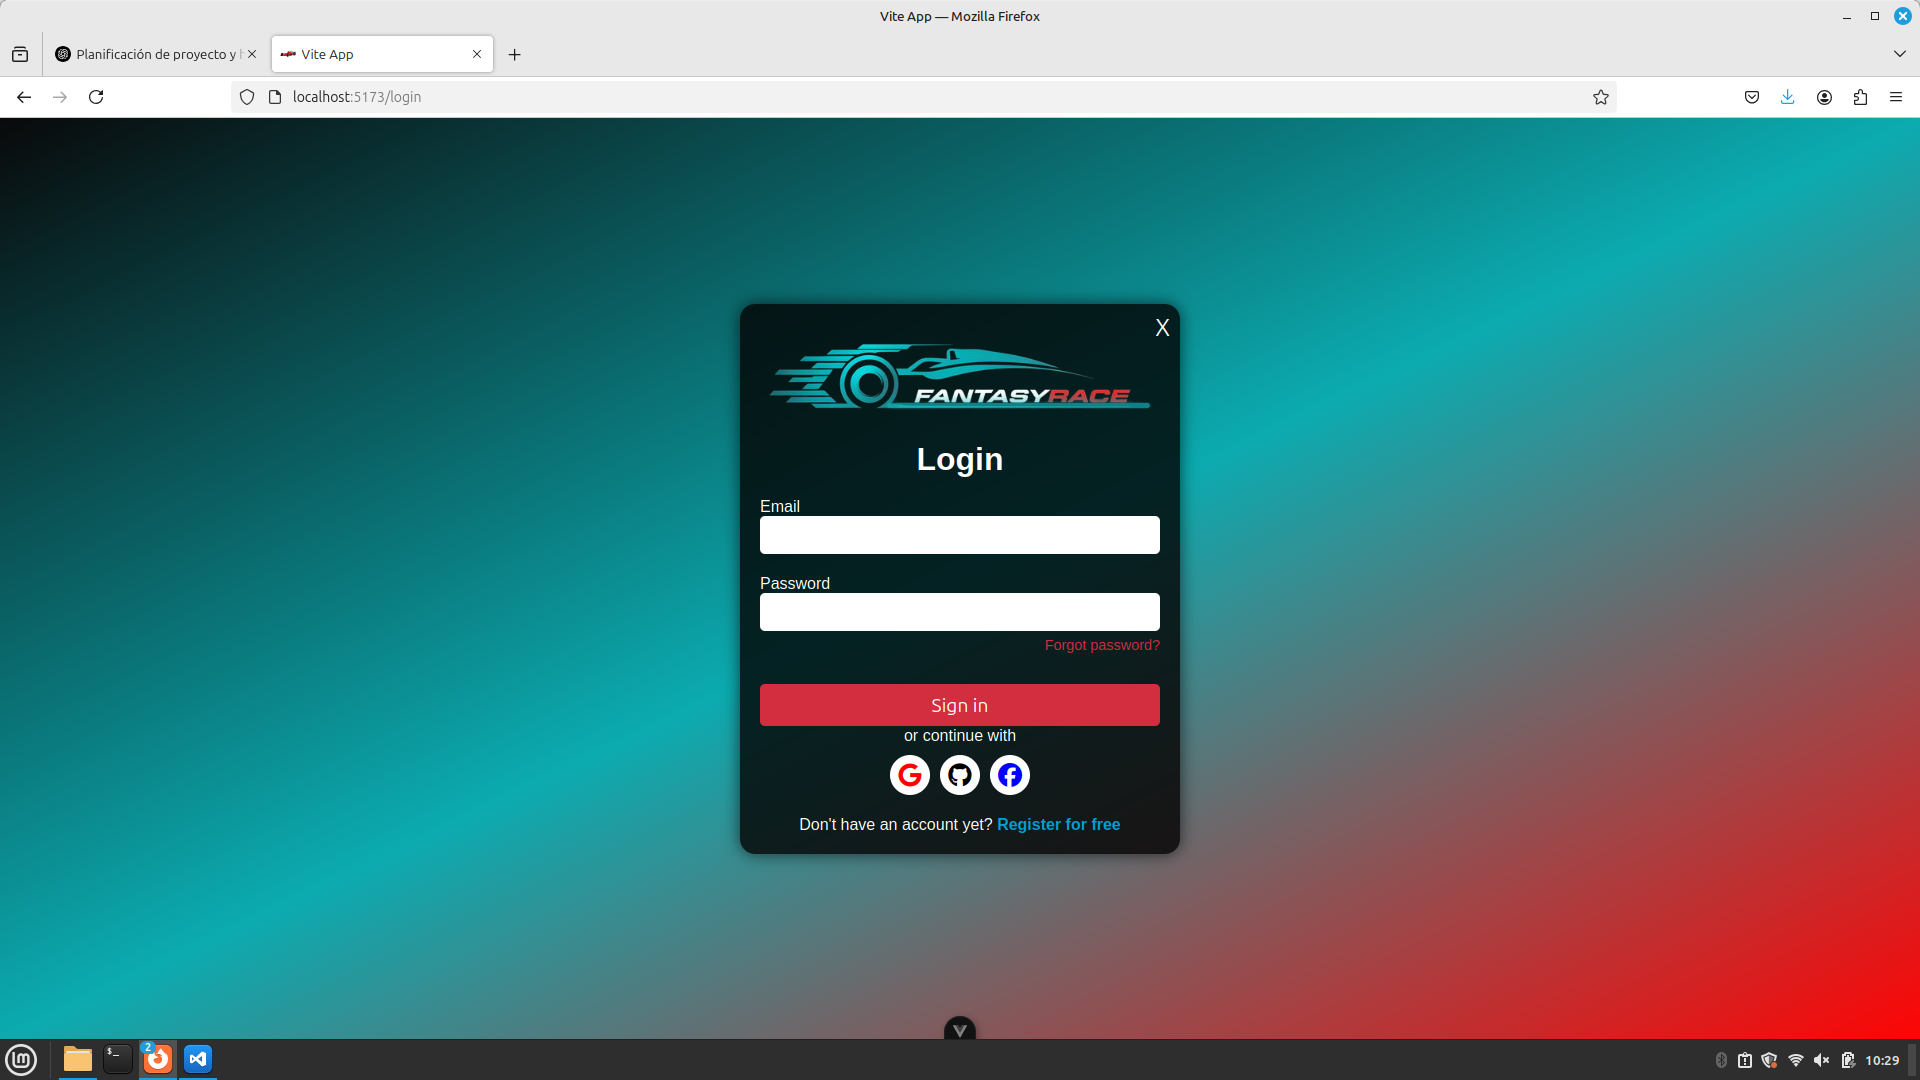 Vite App — Mozilla Firefox
Planificación de proyecto y
Vite App
localhost:5173/login
X
FANTASYRACE
Login
Email
Password
Forgot password?
Sign in
or continue with
Don't have an account yet? Register for free
2
$_
10:29